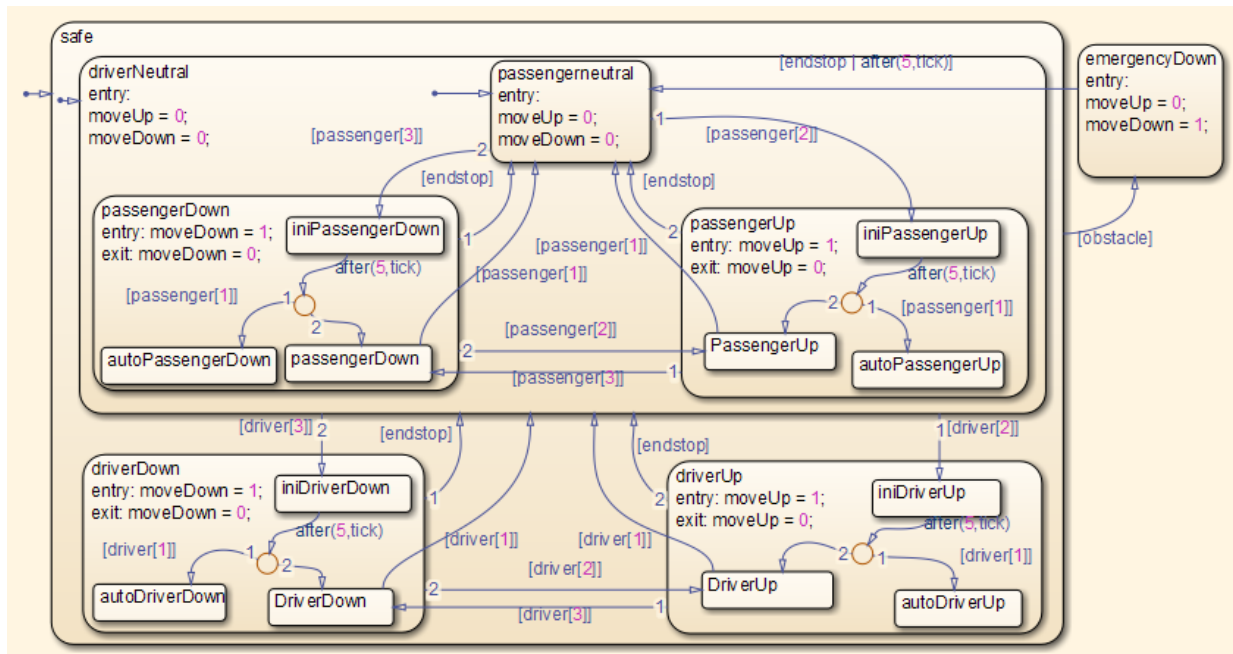 safe
driverNeutral
entry:
moveUp = 0;
moveDown = 0;
passengerneutral
entry:
moveUp = 0;
moveDown = 0;
[endstop | after(5,tick)]
emergencyDown
entry:
moveUp = 0;
moveDown = 1;
[obstacle]
[passenger[3]]
2
1
[passenger[2]]
[endstop]
[endstop]
passengerDown
entry: moveDown = 1;
exit: moveDown = 0;
iniPassengerDown
after(5,tick)
[passenger[1]]
1
2
autoPassengerDown
passengerDown
1
[passenger[1]]
[passenger[1]]
2
[passenger[2]]
[passenger[3]]
1
2
passengerUp
entry: moveUp = 1;
exit: moveUp = 0;
iniPassengerUp
after(5,tick)
2
1
[passenger[1]]
PassengerUp
autoPassengerUp
[driver[3]]
2
[endstop]
[endstop]
1
[driver[2]]
driverDown
entry: moveDown = 1;
exit: moveDown = 0;
iniDriverDown
after(5,tick)
[driver[1]]
1
2
autoDriverDown
DriverDown
1
[driver[1]]
[driver[1]]
2
[driver[2]]
[driver[3]]
1
2
driverUp
entry: moveUp = 1;
exit: moveUp = 0;
iniDriverUp
after(5,tick)
2
1
[driver[1]]
DriverUp
autoDriverUp